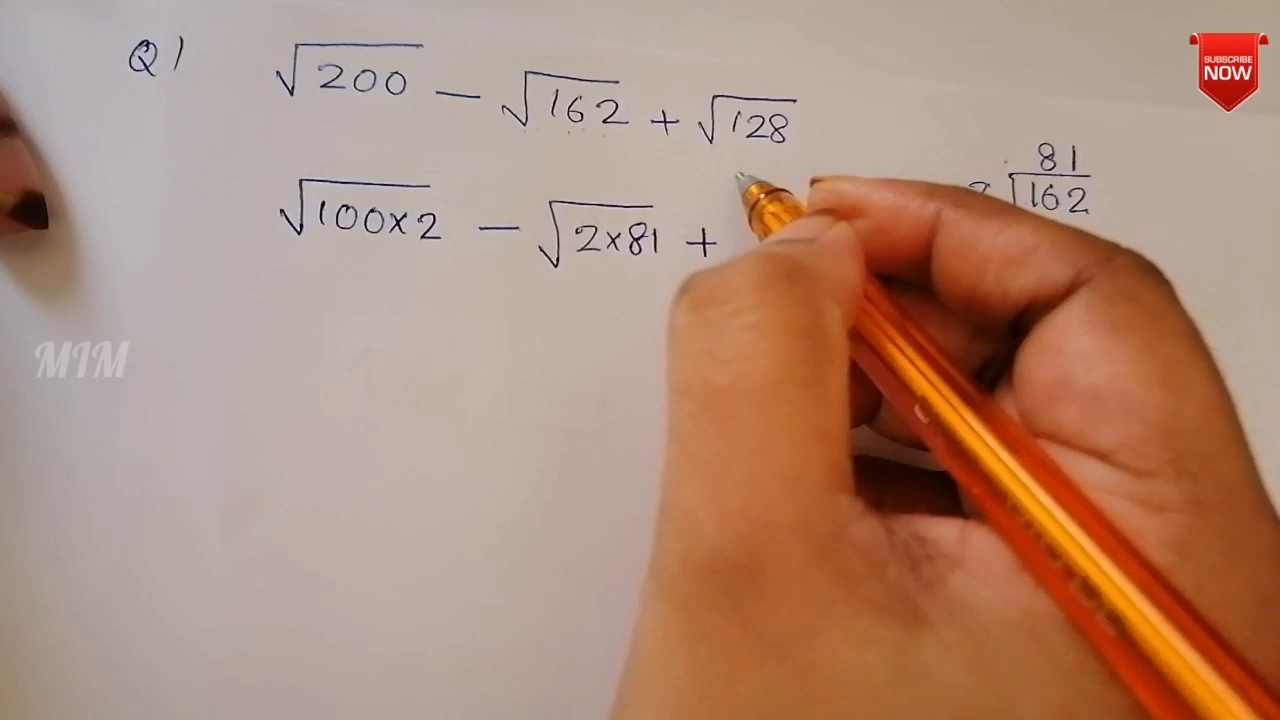 Q1 √200 − √162 + √128
√100×2 − √2×81 +
81
√162
MIM
SUBSCRIBE
NOW